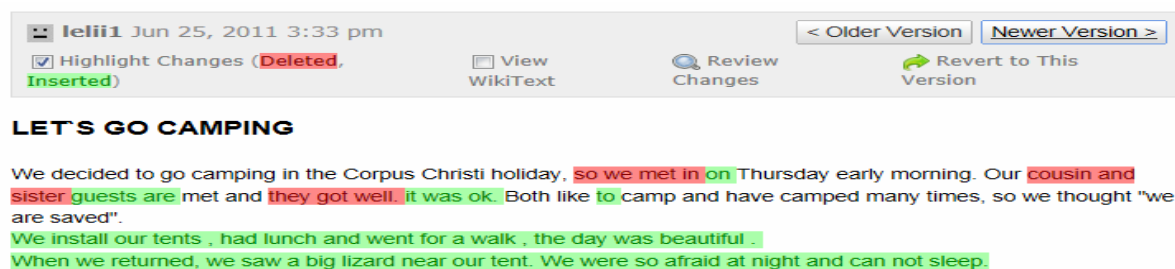 lelii1 Jun 25, 2011 3:33 pm < Older Version Newer Version >
Highlight Changes (Deleted, Inserted) View WikiText Review Changes Revert to This Version
LET`S GO CAMPING
We decided to go camping in the Corpus Christi holiday, so we met in on Thursday early morning. Our cousin and
sister guests are met and they got well. it was ok. Both like to camp and have camped many times, so we thought "we
are saved".
We install our tents , had lunch and went for a walk , the day was beautiful .
When we returned, we saw a big lizard near our tent. We were so afraid at night and can not sleep.